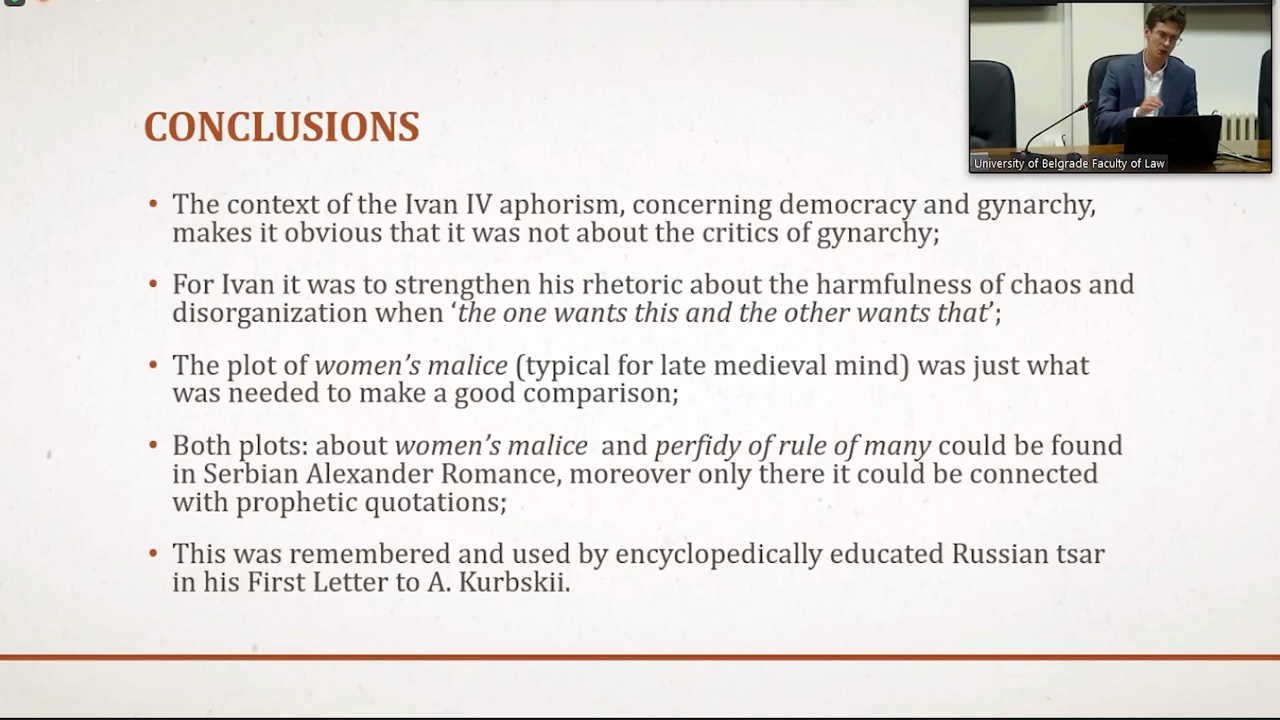 CONCLUSIONS
University of Belgrade Faculty of Law
• The context of the Ivan IV aphorism, concerning democracy and gynarchy,
makes it obvious that it was not about the critics of gynarchy;
• For Ivan it was to strengthen his rhetoric about the harmfulness of chaos and
disorganization when ‘the one wants this and the other wants that’;
• The plot of women’s malice (typical for late medieval mind) was just what
was needed to make a good comparison;
• Both plots: about women’s malice and perfidy of rule of many could be found
in Serbian Alexander Romance, moreover only there it could be connected
with prophetic quotations;
• This was remembered and used by encyclopedically educated Russian tsar
in his First Letter to A. Kurbskii.